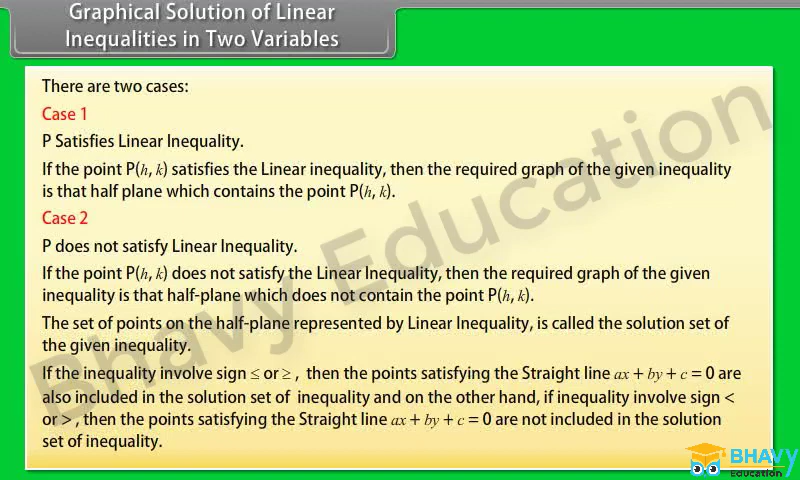 Graphical Solution of Linear
Inequalities in Two Variables
There are two cases:
Case 1
P Satisfies Linear Inequality.
If the point P(h, k) satisfies the Linear inequality, then the required graph of the given inequality
is that half plane which contains the point P(h, k).
Case 2
P does not satisfy Linear Inequality.
If the point P(h, k) does not satisfy the Linear Inequality, then the required graph of the given
inequality is that half-plane which does not contain the point P(h, k).
The set of points on the half-plane represented by Linear Inequality, is called the solution set of
the given inequality.
If the inequality involve sign ≤ or ≥ , then the points satisfying the Straight line ax + by + c = 0 are
also included in the solution set of inequality and on the other hand, if inequality involve sign <
or > , then the points satisfying the Straight line ax + by + c = 0 are not included in the solution
set of inequality.
Bhavy Education
BHAVY
Education